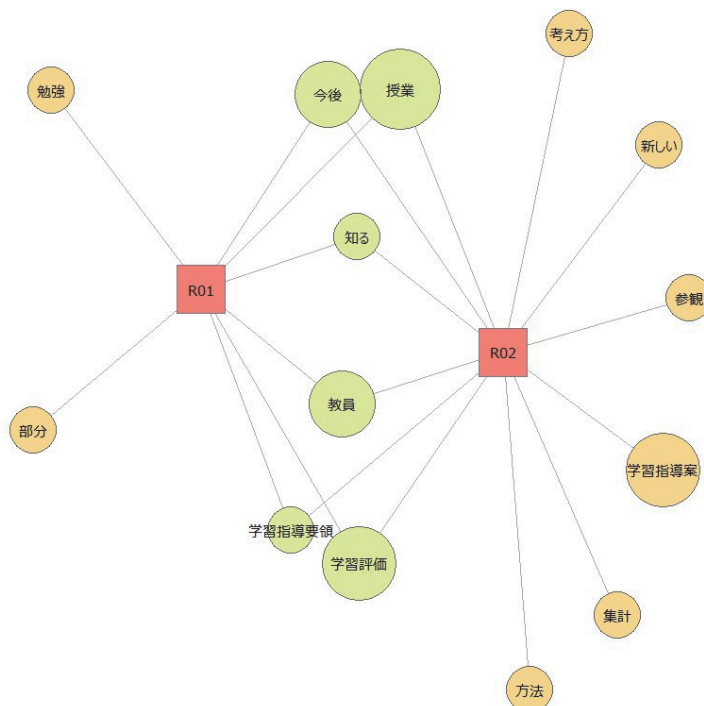 考え方
勉強
今後
授業
新しい
知る
R01
参観
R02
教員
部分
学習指導案
学習指導要領
学習評価
集計
方法